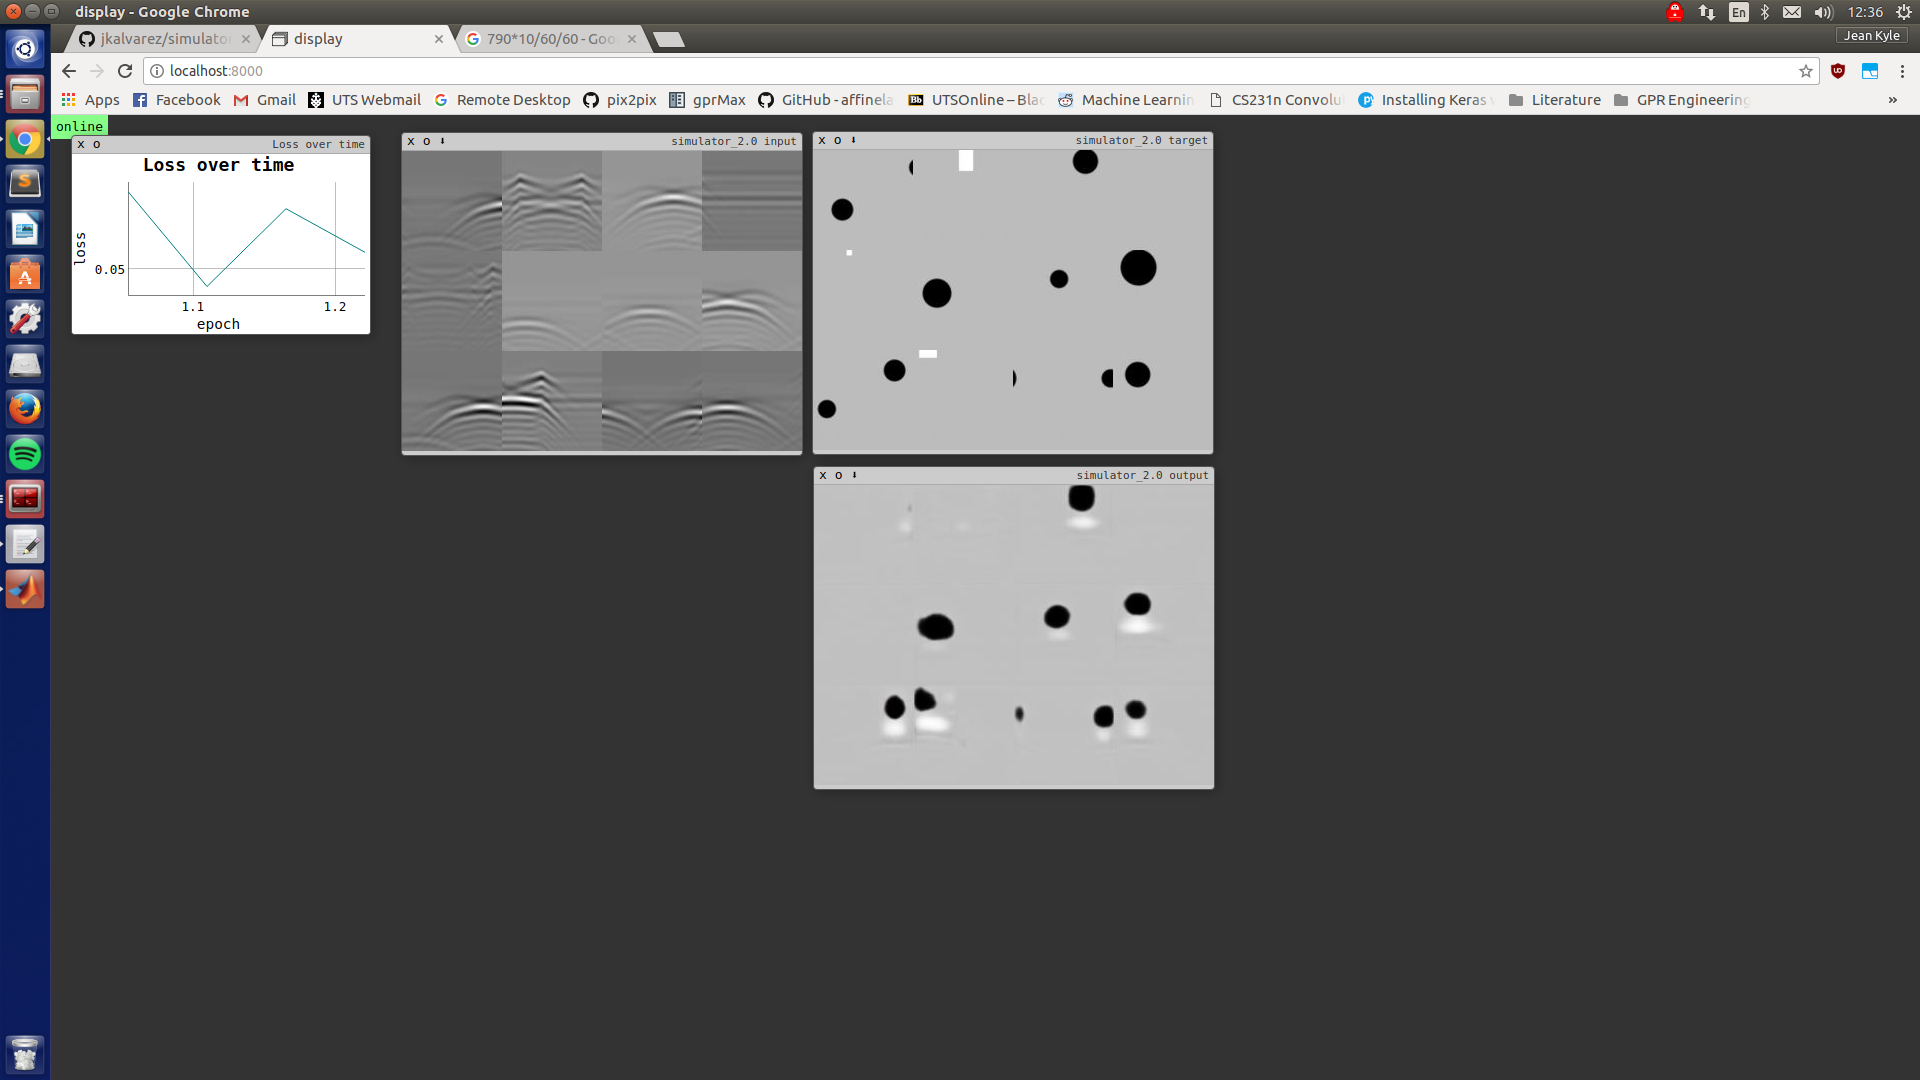 display - Google Chrome
En
12:36
jkalvarez/simulator
display
790*10/60/60 - Goo
Jean Kyle
localhost:8000
Apps
Facebook
Gmail
UTS Webmail
Remote Desktop
pix2pix
gprMax
GitHub - affinela
UTSOnline – Blac
Machine Learnin
CS231n Convolu
Installing Keras w
Literature
GPR Engineering
»
online
x o Loss over time
Loss over time
loss
0.05
1.1 1.2
epoch
x o simulator_2.0 input
x o simulator_2.0 target
x o simulator_2.0 output